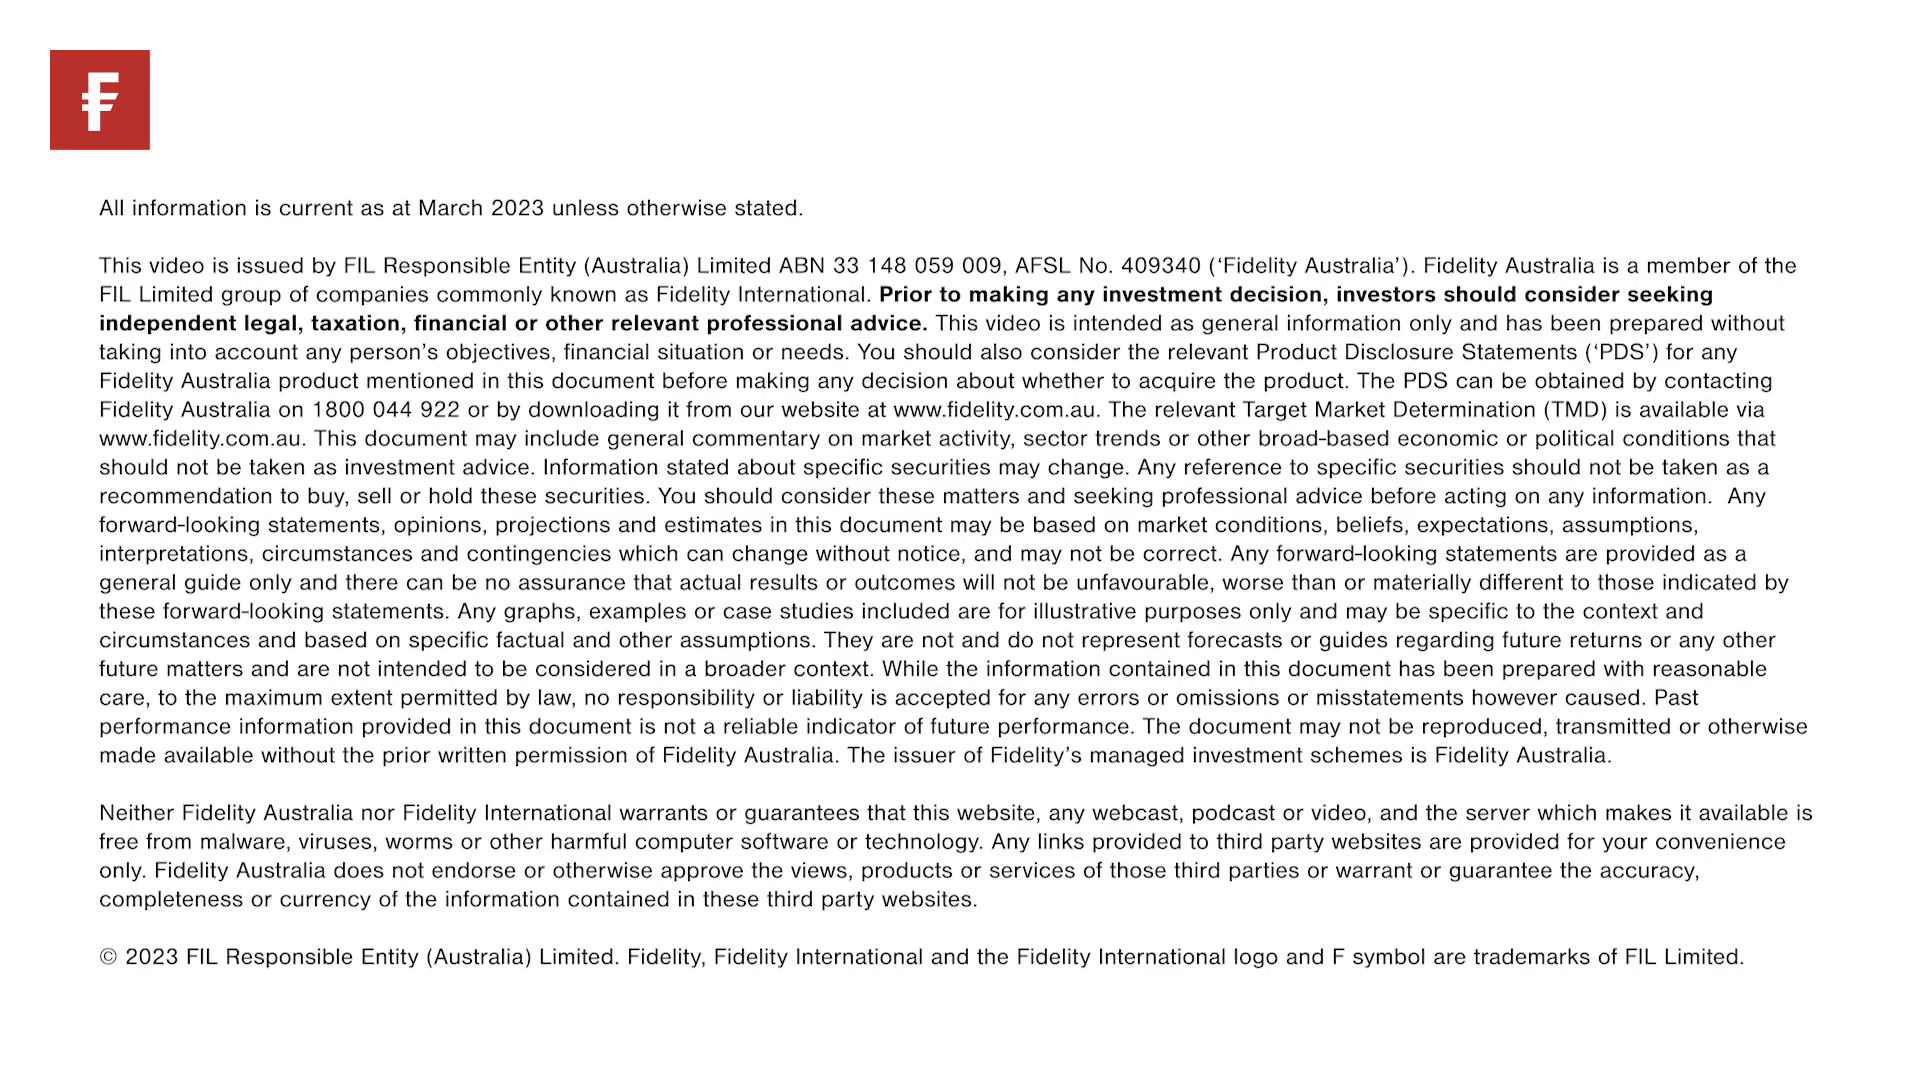 All information is current as at March 2023 unless otherwise stated.
This video is issued by FIL Responsible Entity (Australia) Limited ABN 33 148 059 009, AFSL No. 409340 (‘Fidelity Australia’). Fidelity Australia is a member of the
FIL Limited group of companies commonly known as Fidelity International. Prior to making any investment decision, investors should consider seeking
independent legal, taxation, financial or other relevant professional advice. This video is intended as general information only and has been prepared without
taking into account any person’s objectives, financial situation or needs. You should also consider the relevant Product Disclosure Statements (‘PDS’) for any
Fidelity Australia product mentioned in this document before making any decision about whether to acquire the product. The PDS can be obtained by contacting
Fidelity Australia on 1800 044 922 or by downloading it from our website at www.fidelity.com.au. The relevant Target Market Determination (TMD) is available via
www.fidelity.com.au. This document may include general commentary on market activity, sector trends or other broad-based economic or political conditions that
should not be taken as investment advice. Information stated about specific securities may change. Any reference to specific securities should not be taken as a
recommendation to buy, sell or hold these securities. You should consider these matters and seeking professional advice before acting on any information.  Any
forward-looking statements, opinions, projections and estimates in this document may be based on market conditions, beliefs, expectations, assumptions,
interpretations, circumstances and contingencies which can change without notice, and may not be correct. Any forward-looking statements are provided as a
general guide only and there can be no assurance that actual results or outcomes will not be unfavourable, worse than or materially different to those indicated by
these forward-looking statements. Any graphs, examples or case studies included are for illustrative purposes only and may be specific to the context and
circumstances and based on specific factual and other assumptions. They are not and do not represent forecasts or guides regarding future returns or any other
future matters and are not intended to be considered in a broader context. While the information contained in this document has been prepared with reasonable
care, to the maximum extent permitted by law, no responsibility or liability is accepted for any errors or omissions or misstatements however caused. Past
performance information provided in this document is not a reliable indicator of future performance. The document may not be reproduced, transmitted or otherwise
made available without the prior written permission of Fidelity Australia. The issuer of Fidelity’s managed investment schemes is Fidelity Australia.
Neither Fidelity Australia nor Fidelity International warrants or guarantees that this website, any webcast, podcast or video, and the server which makes it available is
free from malware, viruses, worms or other harmful computer software or technology. Any links provided to third party websites are provided for your convenience
only. Fidelity Australia does not endorse or otherwise approve the views, products or services of those third parties or warrant or guarantee the accuracy,
completeness or currency of the information contained in these third party websites.
© 2023 FIL Responsible Entity (Australia) Limited. Fidelity, Fidelity International and the Fidelity International logo and F symbol are trademarks of FIL Limited.